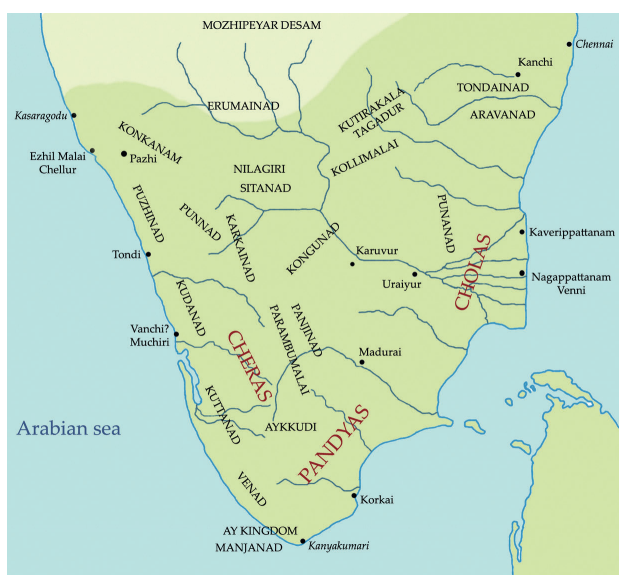 MOZHIPEYAR DESAM
Chennai
Kanchi
TONDAINAD
ARAVANAD
ERUMAINAD
KUTIRAKALA
TAGADUR
Kasaragodu
KONKANAM
Ezhil Malai
Chellur
Pazhi
KOLLIMALAI
NILAGIRI
SITANAD
PUZHINAD
PUNNAD
KARKAINAD
KONGUNAD
PUNANAD
Kaverippattanam
Tondi
Karuvur
Uraiyur
CHOLAS
Nagappattanam
Venni
KUDANAD
Vanchi?
Muchiri
CHERAS
PARAMBUMALAI
PANJINAD
Madurai
KUTTANAD
AYKKUDI
PANDYAS
Arabian sea
VENAD
Korkai
AY KINGDOM
MANJANAD
Kanyakumari